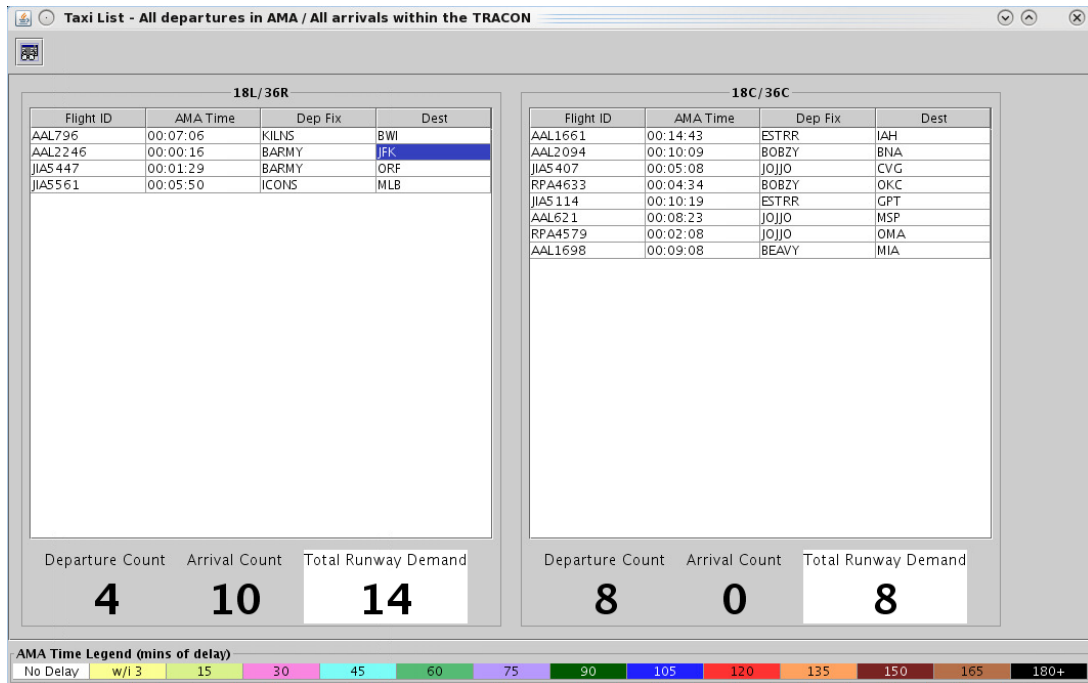 Taxi List - All departures in AMA / All arrivals within the TRACON
18L/36R
Flight ID AMA Time Dep Fix Dest
AAL796 00:07:06 KILNS BWI
AAL2246 00:00:16 BARMY JFK
JIA5447 00:01:29 BARMY ORF
JIA5561 00:05:50 ICONS MLB
Departure Count Arrival Count Total Runway Demand
4 10 14
18C/36C
Flight ID AMA Time Dep Fix Dest
AAL1661 00:14:43 ESTRR IAH
AAL2094 00:10:09 BOBZY BNA
JIA5407 00:05:08 JOJJO CVG
RPA4633 00:04:34 BOBZY OKC
JIA5114 00:10:19 ESTRR GPT
AAL621 00:08:23 JOJJO MSP
RPA4579 00:02:08 JOJJO OMA
AAL1698 00:09:08 BEAVY MIA
Departure Count Arrival Count Total Runway Demand
8 0 8
AMA Time Legend (mins of delay)
No Delay w/i 3 15 30 45 60 75 90 105 120 135 150 165 180+